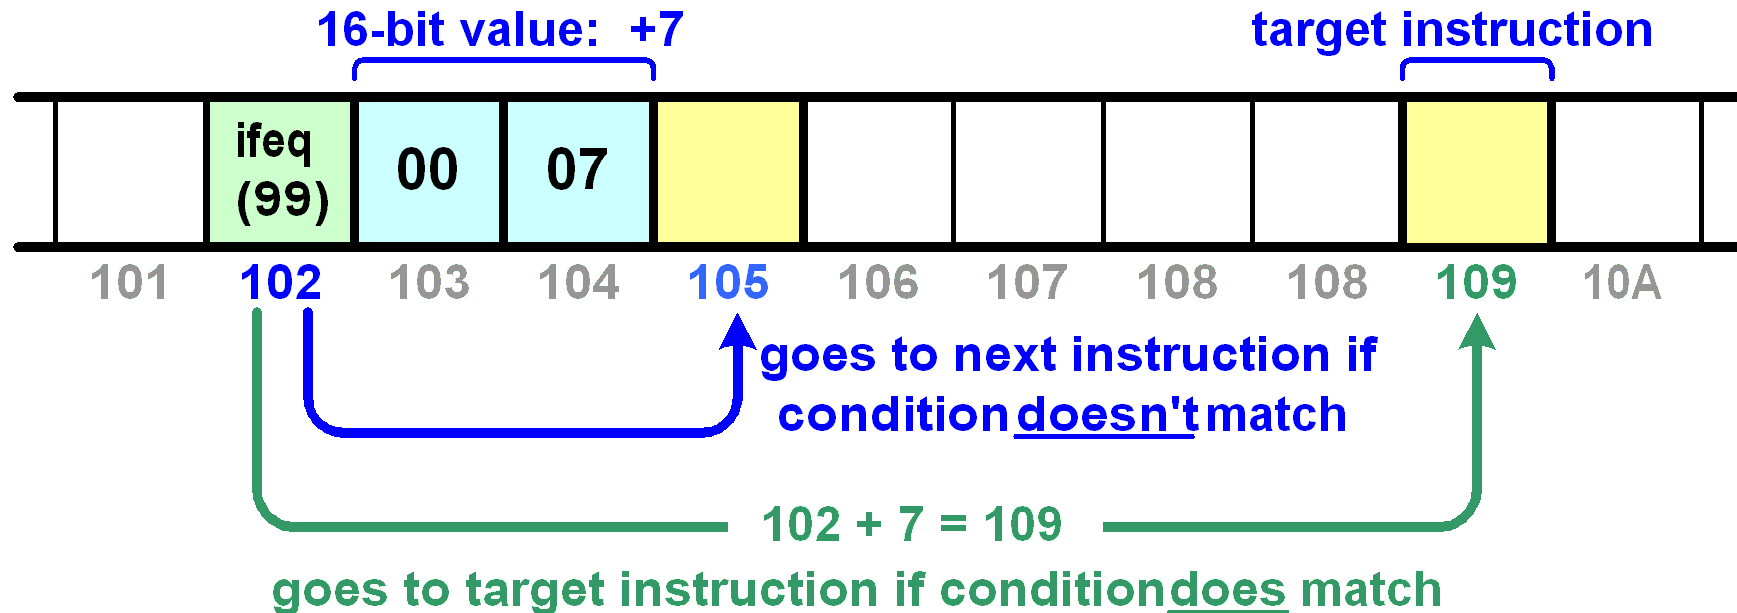 16-bit value: +7
target instruction
ifeq
(99)
00
07
101
102
103
104
105
106
107
108
108
109
10A
goes to next instruction if
condition doesn't match
102 + 7 = 109
goes to target instruction if condition does match